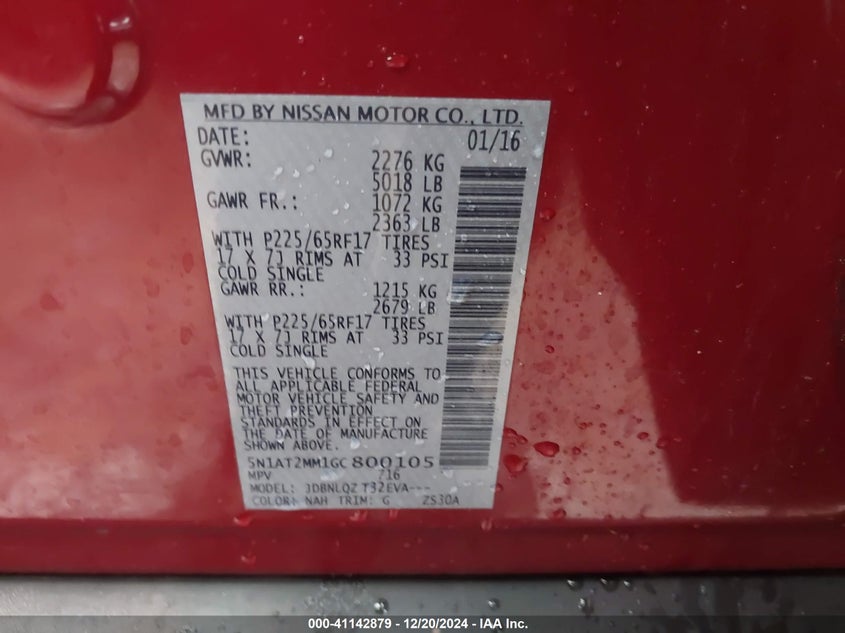 MFD BY NISSAN MOTOR CO., LTD.
DATE: 01/16
GVWR: 2276 KG
5018 LB
GAWR FR.: 1072 KG
2363 LB
WITH P225/65RF17 TIRES
17 X 7J RIMS AT 33 PSI
COLD SINGLE
GAWR RR.: 1215 KG
2679 LB
WITH P225/65RF17 TIRES
17 X 7J RIMS AT 33 PSI
COLD SINGLE
THIS VEHICLE CONFORMS TO
ALL APPLICABLE FEDERAL
MOTOR VEHICLE SAFETY AND
THEFT PREVENTION
STANDARDS IN EFFECT ON
THE DATE OF MANUFACTURE
SHOWN ABOVE.
5N1AT2MM1GC800105
MPV /16
MODEL: JDBNLQZ T32EVA---
COLOR: NAH TRIM: G ZS30A
000-41142879 - 12/20/2024 - IAA Inc.